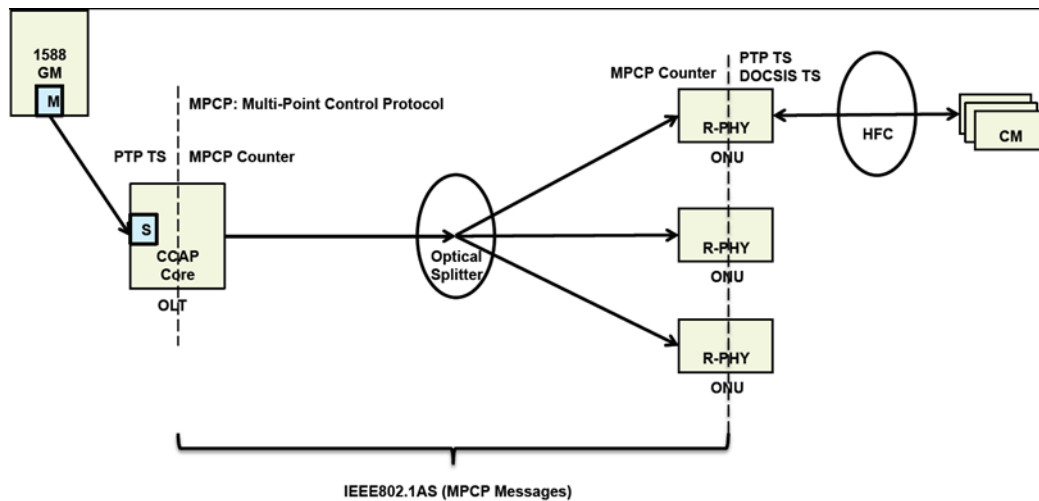 1588
GM
M
MPCP: Multi-Point Control Protocol
PTP TS
MPCP Counter
S
CCAP
Core
OLT
Optical
Splitter
MPCP Counter
PTP TS
DOCSIS TS
R-PHY
ONU
HFC
CM
R-PHY
ONU
R-PHY
ONU
IEEE802.1AS (MPCP Messages)